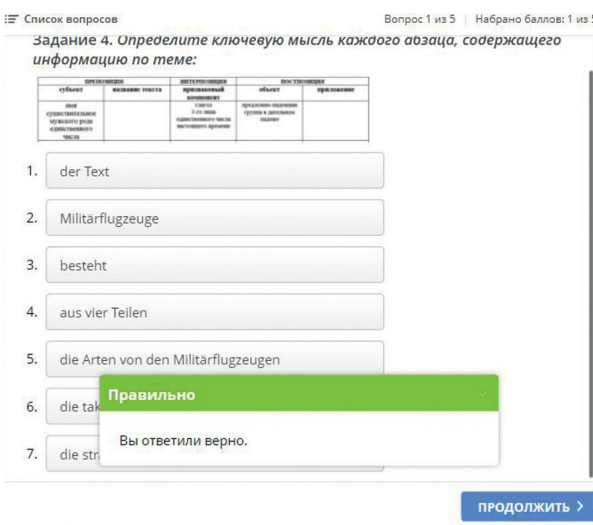 Список вопросов
Вопрос 1 из 5 | Набрано баллов: 1 из 5
Задание 4. Определите ключевую мысль каждого абзаца, содержащего
информацию по теме:
ПРЕПОЗИЦИЯ ИНТЕРПОЗИЦИЯ ПОСТПОЗИЦИЯ
субъект название текста признаковый компонент объект приложение
имя существительное мужского рода единственного числа
глагол 3-го лица единственного числа настоящего времени
предложно-падежная группа в дательном падеже
1. der Text
2. Militärflugzeuge
3. besteht
4. aus vier Teilen
5. die Arten von den Militärflugzeugen
6. die tak
7. die str
Правильно
Вы ответили верно.
ПРОДОЛЖИТЬ >